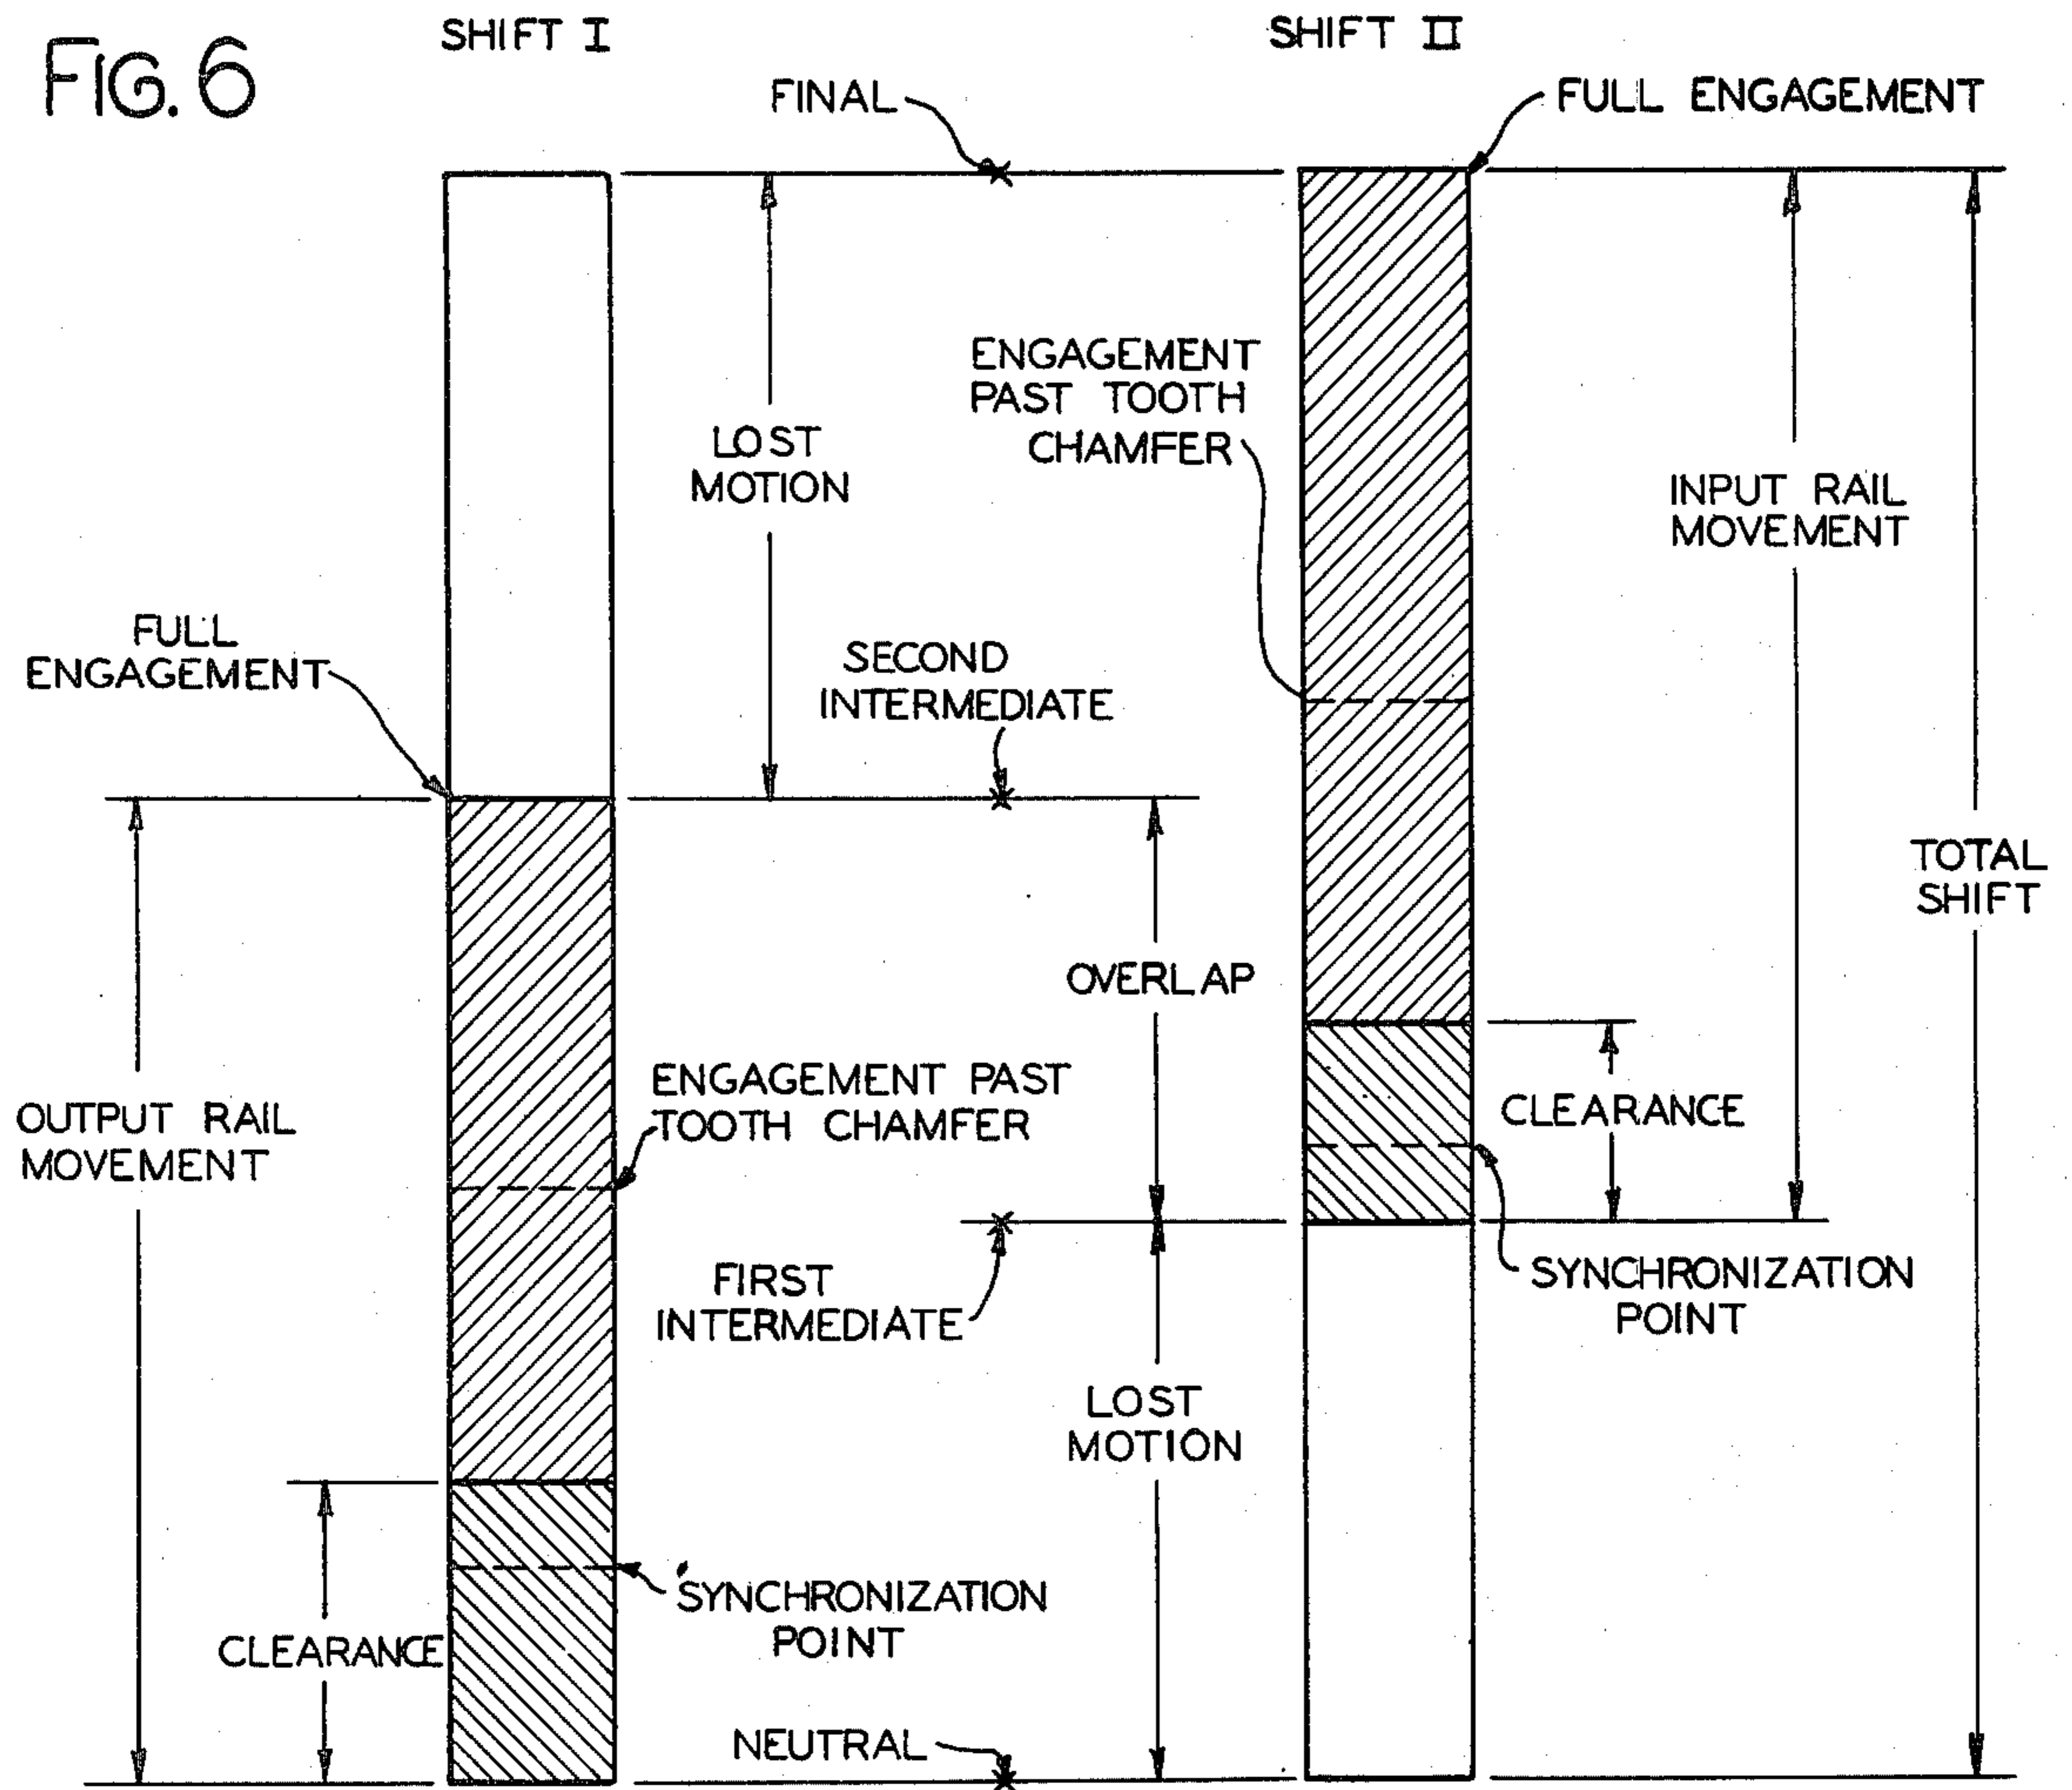 FIG. 6
SHIFT I
SHIFT II
FINAL
FULL ENGAGEMENT
ENGAGEMENT
PAST TOOTH
CHAMFER
LOST
MOTION
INPUT RAIL
MOVEMENT
FULL
ENGAGEMENT
SECOND
INTERMEDIATE
TOTAL
SHIFT
OVERLAP
ENGAGEMENT PAST
TOOTH CHAMFER
CLEARANCE
OUTPUT RAIL
MOVEMENT
FIRST
INTERMEDIATE
SYNCHRONIZATION
POINT
LOST
MOTION
SYNCHRONIZATION
POINT
CLEARANCE
NEUTRAL